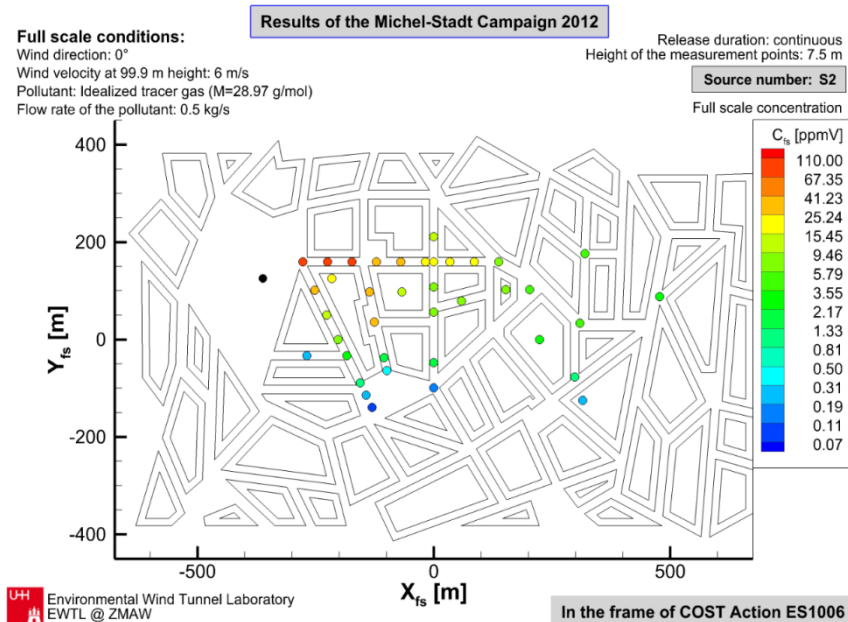 Results of the Michel-Stadt Campaign 2012
Full scale conditions:
Wind direction: 0°
Wind velocity at 99.9 m height: 6 m/s
Pollutant: Idealized tracer gas (M=28.97 g/mol)
Flow rate of the pollutant: 0.5 kg/s
Release duration: continuous
Height of the measurement points: 7.5 m
Source number: S2
Full scale concentration
C_fs [ppmV]
110.00
67.35
41.23
25.24
15.45
9.46
5.79
3.55
2.17
1.33
0.81
0.50
0.31
0.19
0.11
0.07
400
200
0
-200
-400
Y_fs [m]
-500
0
500
X_fs [m]
UH
Environmental Wind Tunnel Laboratory
EWTL @ ZMAW
In the frame of COST Action ES1006